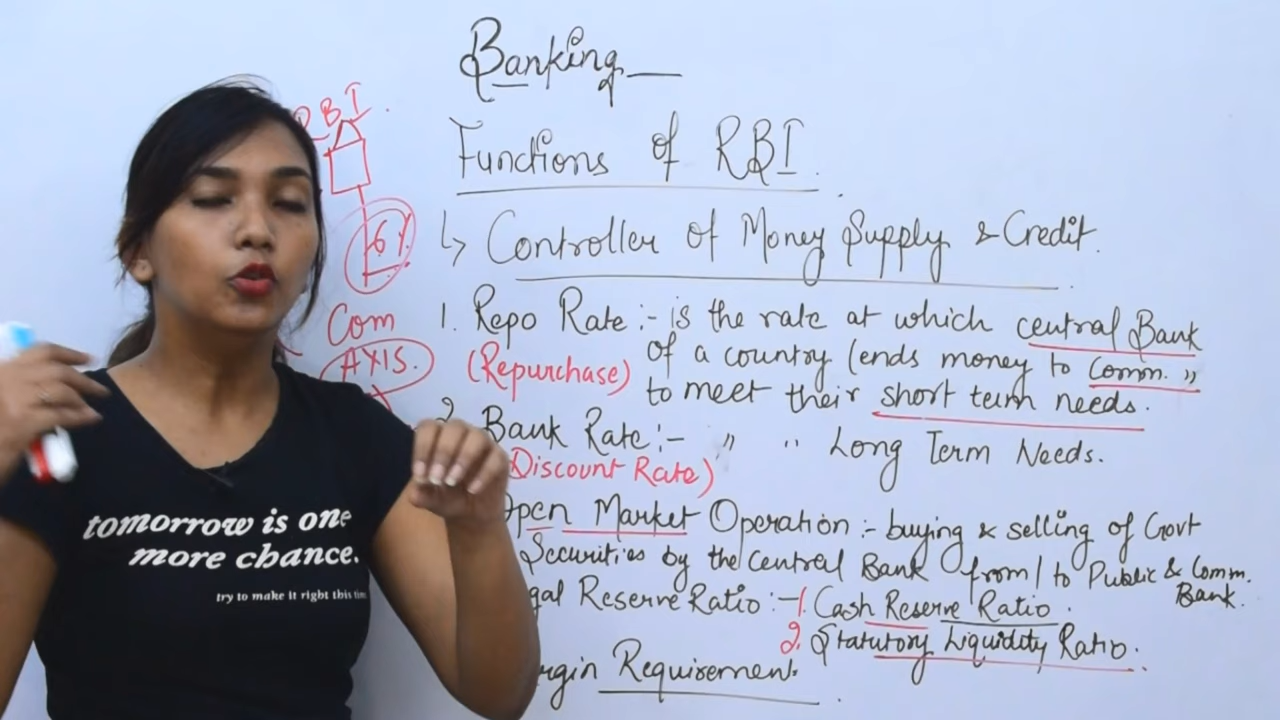 Banking
Functions of RBI.
↳ Controller of Money Supply & Credit.
1. Repo Rate :- is the rate at which central Bank
(Repurchase) of a country lends money to Comm. "
to meet their short term needs.
2. Bank Rate :- " " Long Term Needs.
Discount Rate)
Open Market Operation :- buying & selling of Govt
Securities by the Central Bank from / to Public & Comm. Bank.
gal Reserve Ratio :- 1. Cash Reserve Ratio.
2. Statutory Liquidity Ratio.
rgin Requirement.
RBI.
Com
AXIS.
tomorrow is one
more chance.
try to make it right this